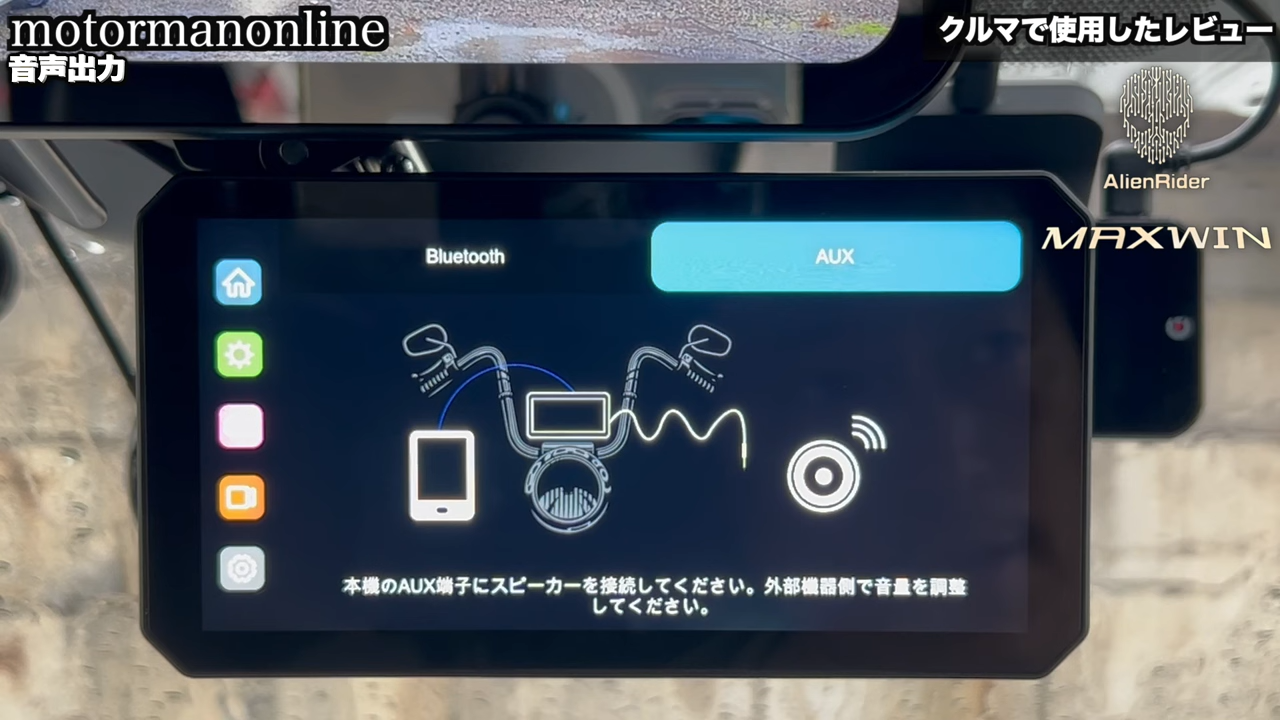 motormanonline
音声出力
クルマで使用したレビュー
AlienRider
MAXWIN
Bluetooth
AUX
本機のAUX端子にスピーカーを接続してください。外部機器側で音量を調整
してください。